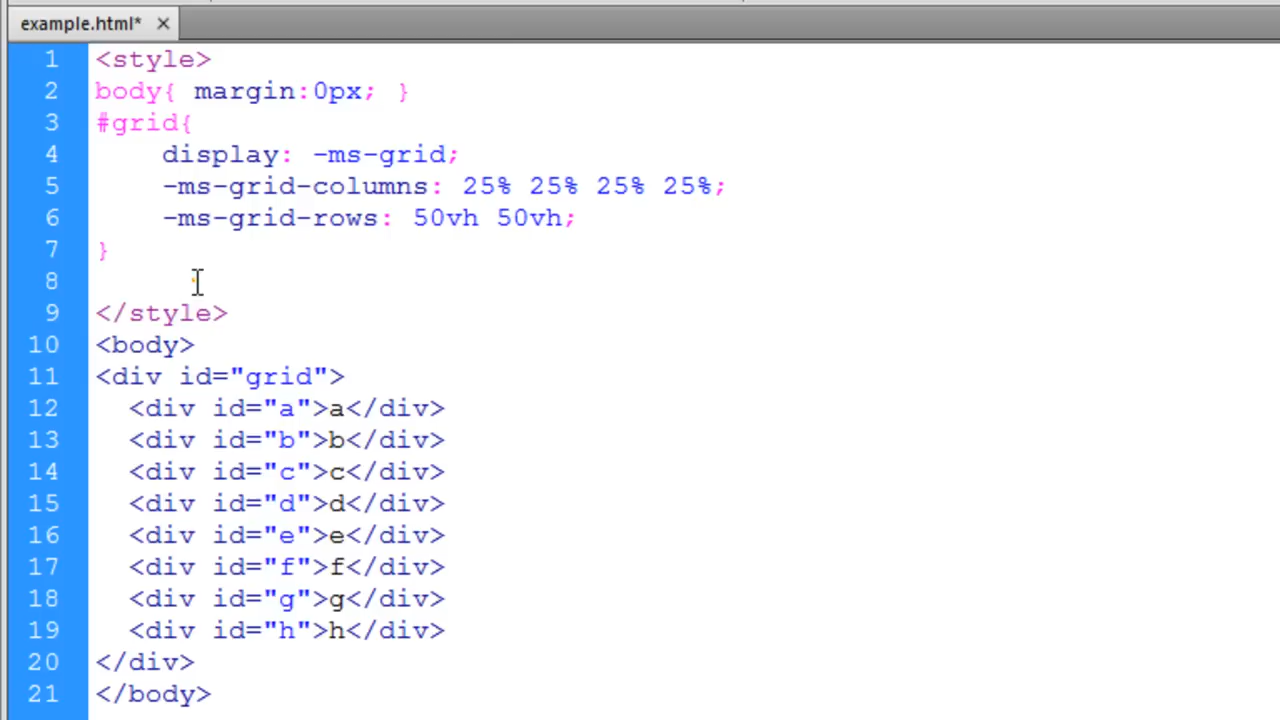 example.html* ×
1 <style>
2 body{ margin:0px; }
3 #grid{
4     display: -ms-grid;
5     -ms-grid-columns: 25% 25% 25% 25%;
6     -ms-grid-rows: 50vh 50vh;
7 }
8
9 </style>
10 <body>
11 <div id="grid">
12   <div id="a">a</div>
13   <div id="b">b</div>
14   <div id="c">c</div>
15   <div id="d">d</div>
16   <div id="e">e</div>
17   <div id="f">f</div>
18   <div id="g">g</div>
19   <div id="h">h</div>
20 </div>
21 </body>